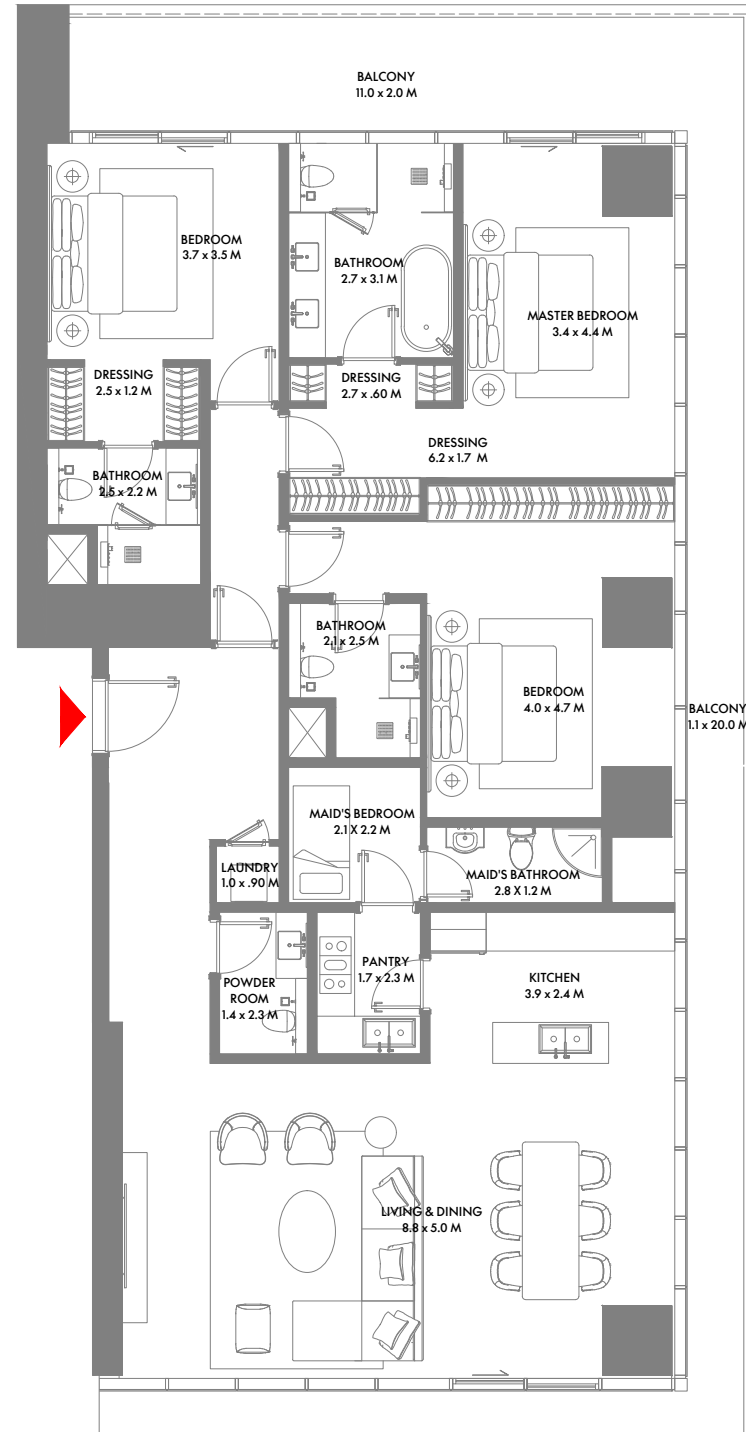 BALCONY
11.0 x 2.0 M
BEDROOM
3.7 x 3.5 M
BATHROOM
2.7 x 3.1 M
MASTER BEDROOM
3.4 x 4.4 M
DRESSING
2.5 x 1.2 M
DRESSING
2.7 x .60 M
DRESSING
6.2 x 1.7 M
BATHROOM
2.5 x 2.2 M
BATHROOM
2.1 x 2.5 M
BEDROOM
4.0 x 4.7 M
BALCONY
1.1 x 20.0 M
MAID'S BEDROOM
2.1 X 2.2 M
LAUNDRY
1.0 x .90 M
MAID'S BATHROOM
2.8 X 1.2 M
PANTRY
1.7 x 2.3 M
KITCHEN
3.9 x 2.4 M
POWDER
ROOM
1.4 x 2.3 M
LIVING & DINING
8.8 x 5.0 M